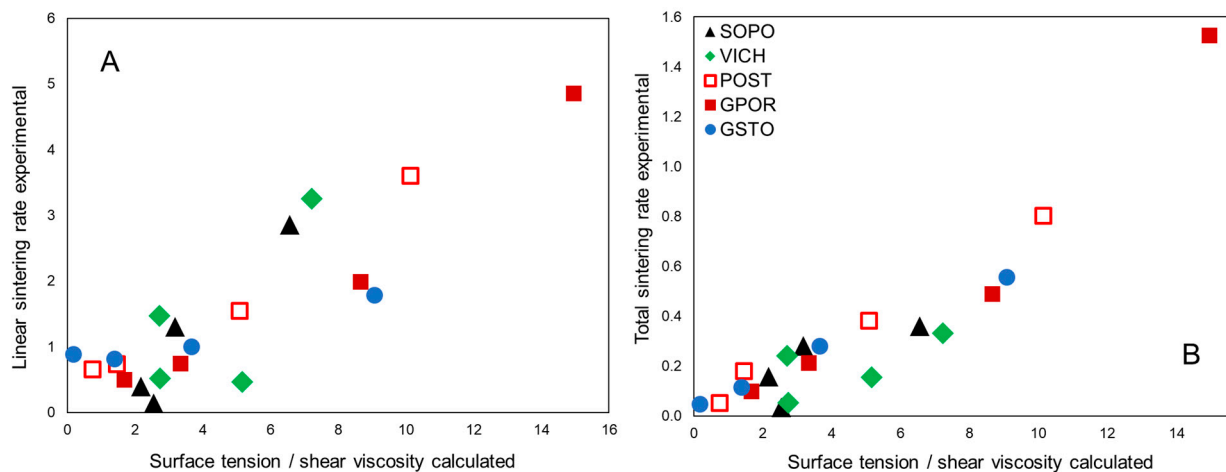 A
Linear sintering rate experimental
6
5
4
3
2
1
0
0 2 4 6 8 10 12 14 16
Surface tension / shear viscosity calculated
SOPO
VICH
POST
GPOR
GSTO
B
Total sintering rate experimental
1.6
1.4
1.2
1.0
0.8
0.6
0.4
0.2
0.0
0 2 4 6 8 10 12 14
Surface tension / shear viscosity calculated